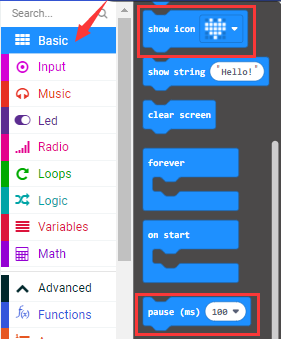 Search...
Basic
Input
Music
Led
Radio
Loops
Logic
Variables
Math
Advanced
Functions
show icon
show string "Hello!"
clear screen
forever
on start
pause (ms) 100